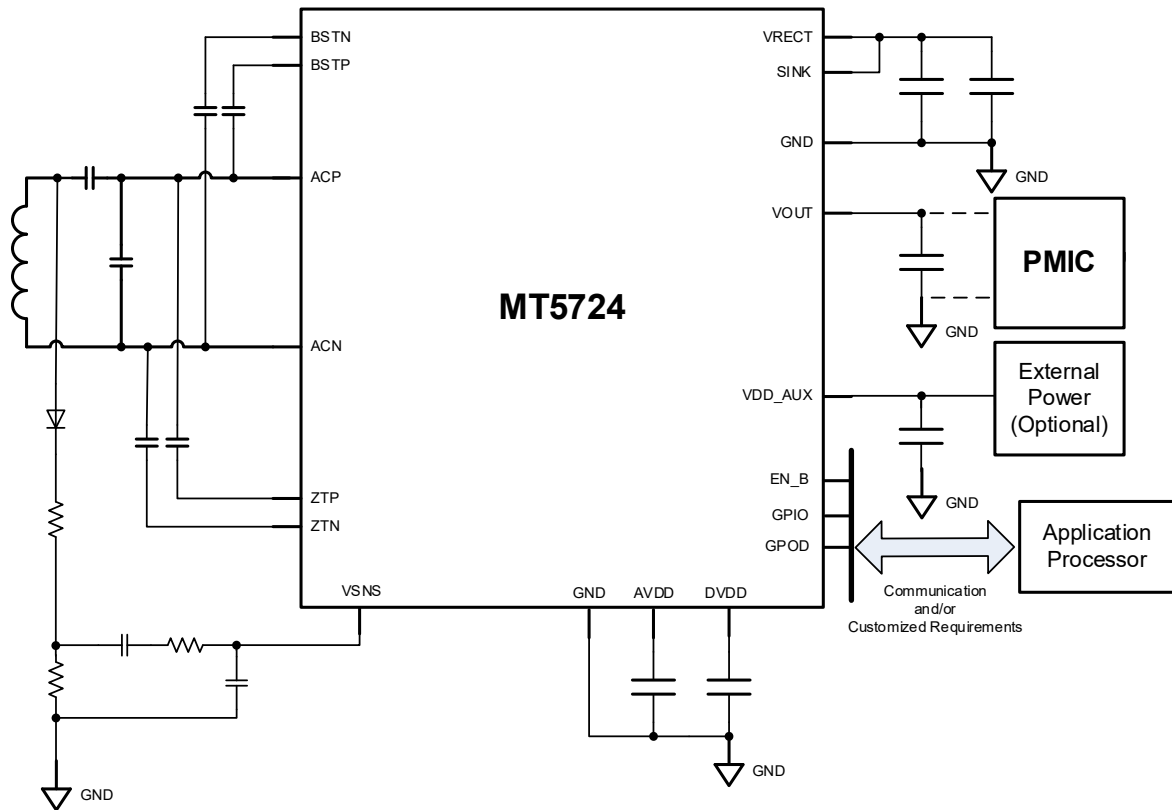 BSTN
BSTP
ACP
ACN
ZTP
ZTN
VSNS
GND
MT5724
GND
AVDD
DVDD
GND
VRECT
SINK
GND
GND
VOUT
GND
PMIC
VDD_AUX
GND
External
Power
(Optional)
EN_B
GPIO
GPOD
Communication
and/or
Customized Requirements
Application
Processor